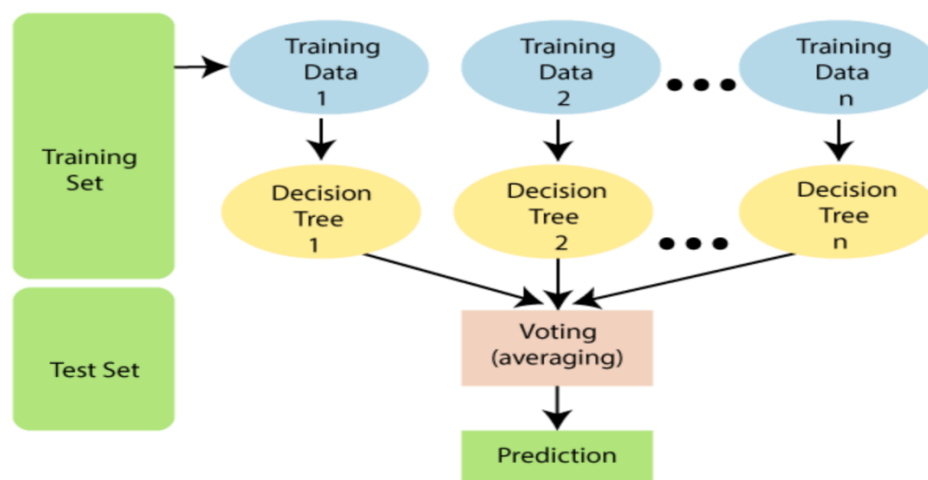 Training
Set
Test Set
Training
Data
1
Training
Data
2
Training
Data
n
Decision
Tree
1
Decision
Tree
2
Decision
Tree
n
Voting
(averaging)
Prediction